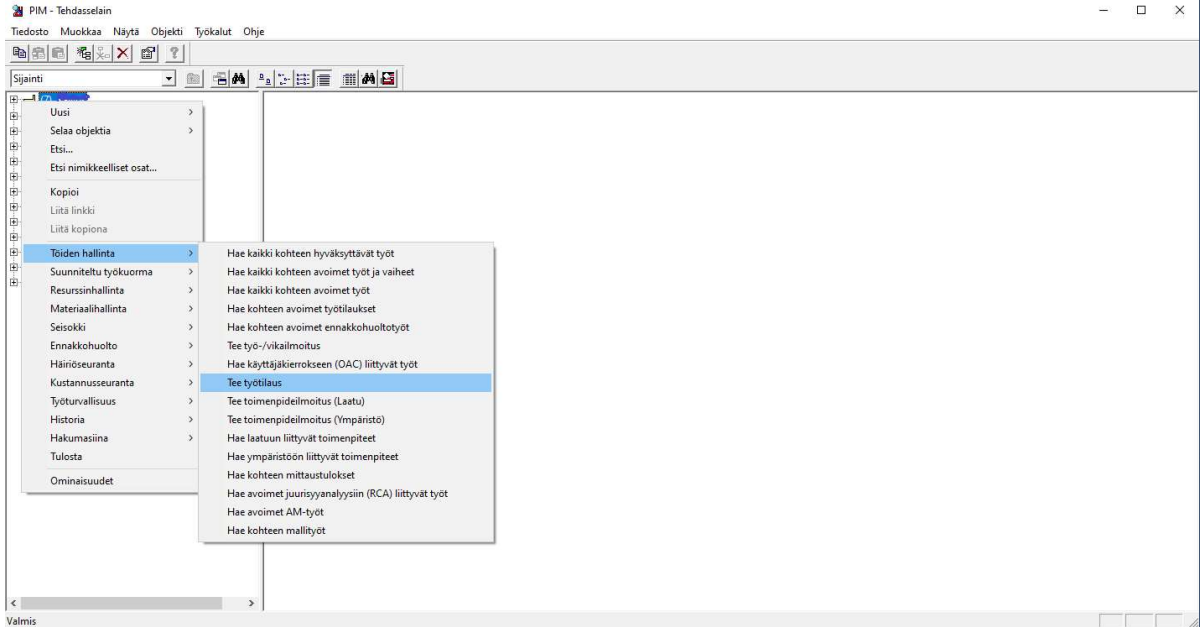 PIM - Tehdasselain
Tiedosto Muokkaa Näytä Objekti Työkalut Ohje
Sijainti
Uusi
Selaa objektia
Etsi...
Etsi nimikkeelliset osat...
Kopioi
Liitä linkki
Liitä kopiona
Töiden hallinta
Suunniteltu työkuorma
Resurssinhallinta
Materiaalihallinta
Seisokki
Ennakkohuolto
Häiriöseuranta
Kustannusseuranta
Työturvallisuus
Historia
Hakumasiina
Tulosta
Ominaisuudet
Hae kaikki kohteen hyväksyttävät työt
Hae kaikki kohteen avoimet työt ja vaiheet
Hae kaikki kohteen avoimet työt
Hae kohteen avoimet työtilaukset
Hae kohteen avoimet ennakkohuoltotyöt
Tee työ-/vikailmoitus
Hae käyttäjäkierrokseen (OAC) liittyvät työt
Tee työtilaus
Tee toimenpideilmoitus (Laatu)
Tee toimenpideilmoitus (Ympäristö)
Hae laatuun liittyvät toimenpiteet
Hae ympäristöön liittyvät toimenpiteet
Hae kohteen mittaustulokset
Hae avoimet juurisyyanalyysiin (RCA) liittyvät työt
Hae avoimet AM-työt
Hae kohteen mallityöt
Valmis